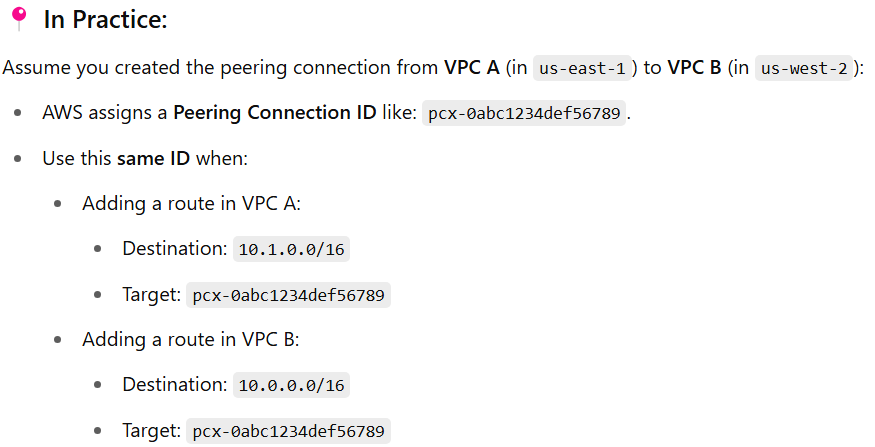 In Practice:
Assume you created the peering connection from VPC A (in us-east-1) to VPC B (in us-west-2):
AWS assigns a Peering Connection ID like: pcx-0abc1234def56789.
Use this same ID when:
Adding a route in VPC A:
Destination: 10.1.0.0/16
Target: pcx-0abc1234def56789
Adding a route in VPC B:
Destination: 10.0.0.0/16
Target: pcx-0abc1234def56789